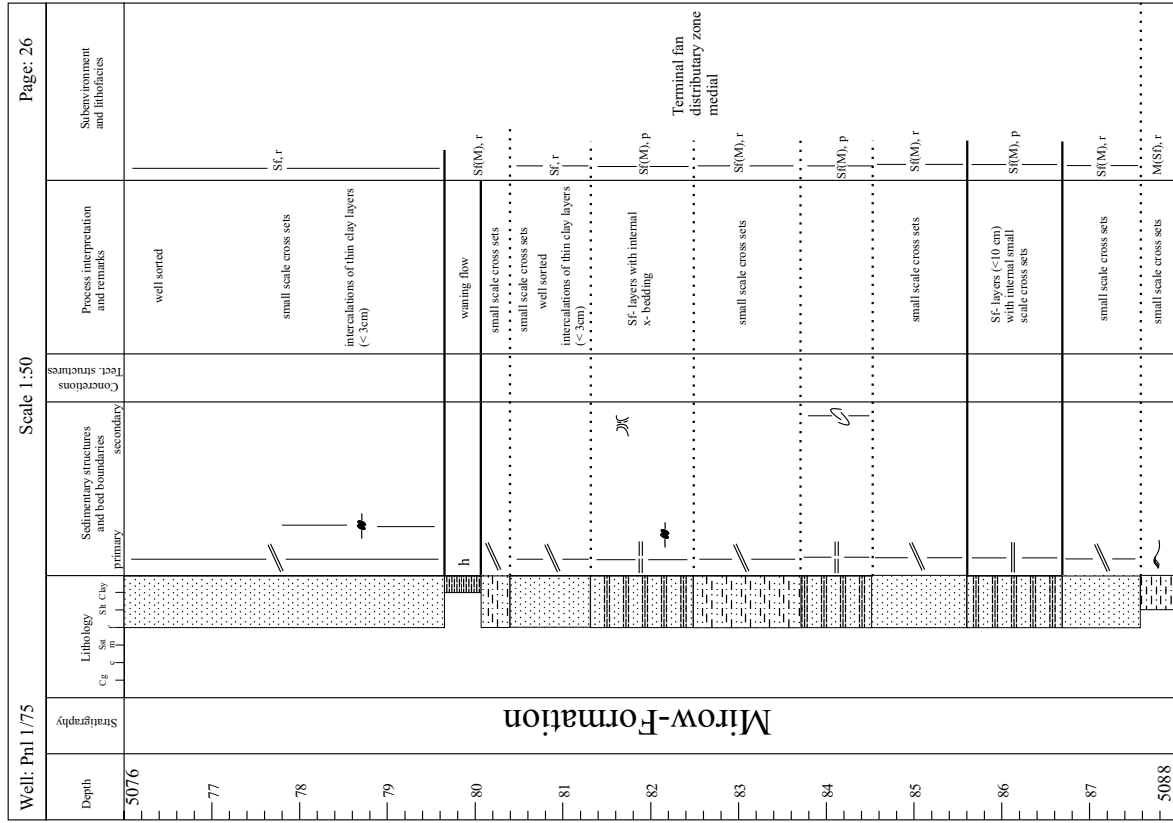 Well: Pnl 1/75
Scale 1:50
Page: 26
Depth
Stratigraphy
Lithology
Cg
c
Sst
m
f
Slt
Clay
Sedimentary structures
and bed boundaries
primary
secondary
Concretions
Tect. structures
Process interpretation
and remarks
Subenvironment
and lithofacies
5076
77
78
79
80
81
82
83
84
85
86
87
5088
Mirow-Formation
h
well sorted
small scale cross sets
intercalations of thin clay layers
(< 3cm)
waning flow
small scale cross sets
small scale cross sets
well sorted
intercalations of thin clay layers
(< 3cm)
Sf- layers with internal
x- bedding
small scale cross sets
small scale cross sets
Sf- layers (<10 cm)
with internal small
scale cross sets
small scale cross sets
small scale cross sets
Sf, r
Sf(M), r
Sf, r
Sf(M), p
Sf(M), r
Sf(M), p
Sf(M), r
Sf(M), p
Sf(M), r
M(Sf), r
Terminal fan
distributary zone
medial